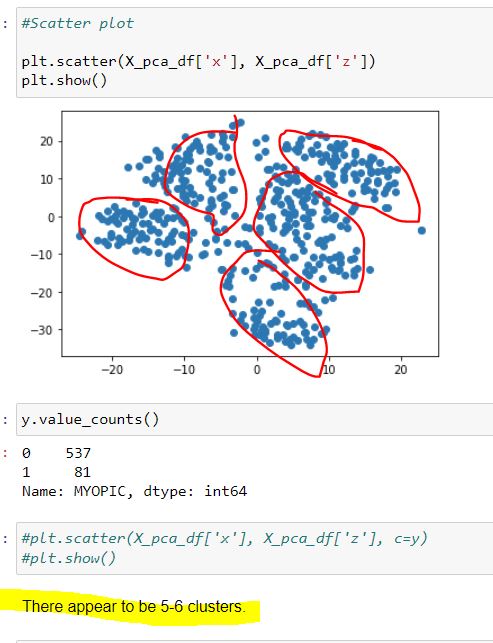 : #Scatter plot
plt.scatter(X_pca_df['x'], X_pca_df['z'])
plt.show()
20
10
0
−10
−20
−30
−20 −10 0 10 20
: y.value_counts()
: 0 537
1 81
Name: MYOPIC, dtype: int64
: #plt.scatter(X_pca_df['x'], X_pca_df['z'], c=y)
#plt.show()
There appear to be 5-6 clusters.